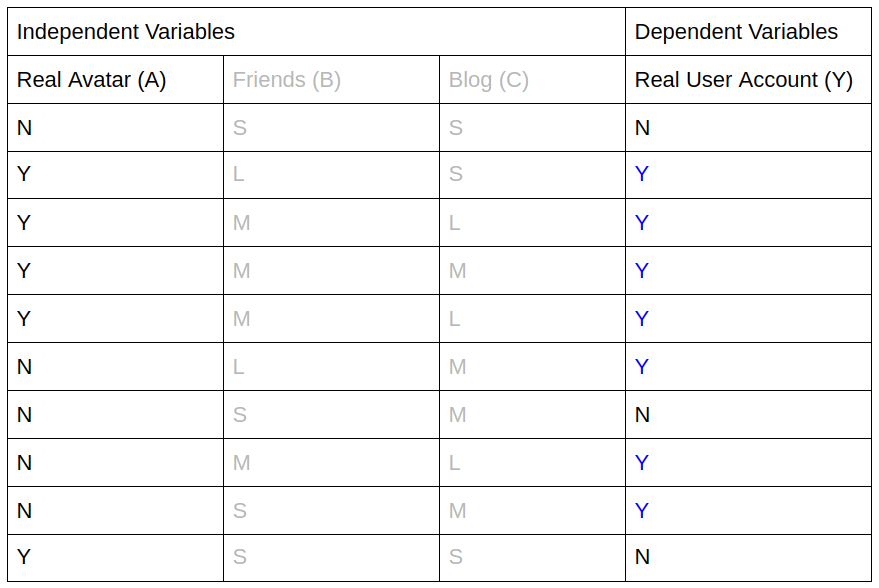 Independent Variables Dependent Variables
Real Avatar (A) Friends (B) Blog (C) Real User Account (Y)
N S S N
Y L S Y
Y M L Y
Y M M Y
Y M L Y
N L M Y
N S M N
N M L Y
N S M Y
Y S S N